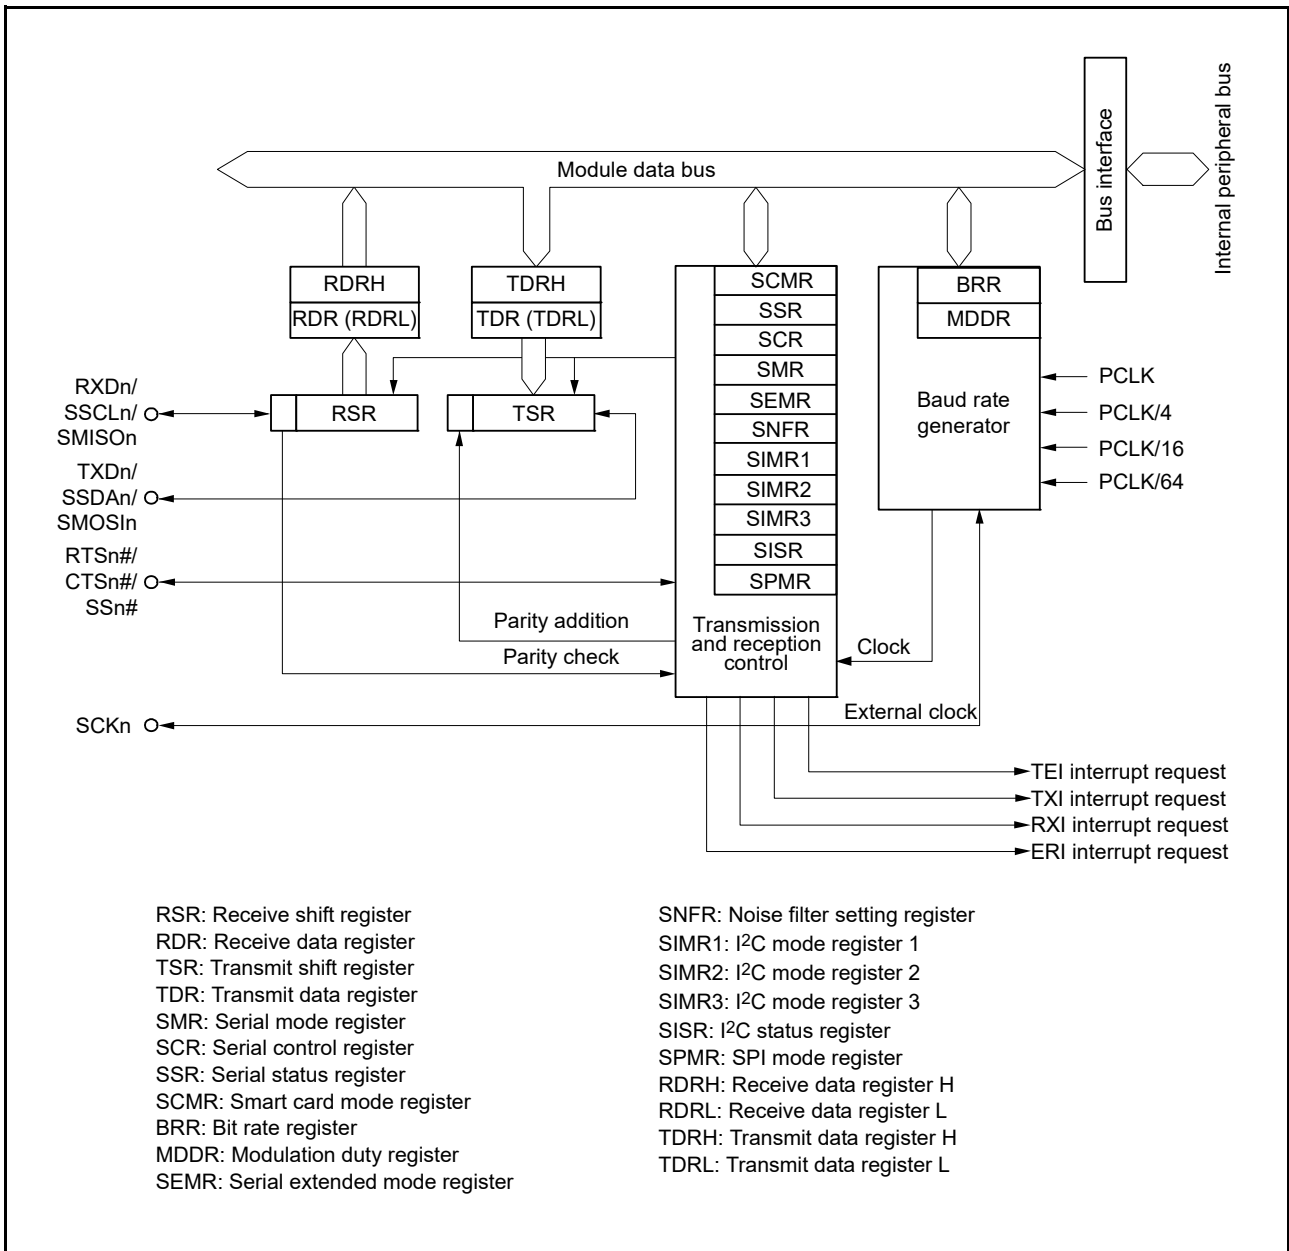 Internal peripheral bus
Bus interface
Module data bus
RDRH
RDR (RDRL)
TDRH
TDR (TDRL)
SCMR
SSR
SCR
SMR
SEMR
SNFR
SIMR1
SIMR2
SIMR3
SISR
SPMR
Transmission
and reception
control
BRR
MDDR
Baud rate
generator
PCLK
PCLK/4
PCLK/16
PCLK/64
RXDn/
SSCLn/
SMISOn
RSR
TSR
TXDn/
SSDAn/
SMOSIn
RTSn#/
CTSn#/
SSn#
Parity addition
Parity check
Clock
External clock
SCKn
TEI interrupt request
TXI interrupt request
RXI interrupt request
ERI interrupt request
RSR: Receive shift register
RDR: Receive data register
TSR: Transmit shift register
TDR: Transmit data register
SMR: Serial mode register
SCR: Serial control register
SSR: Serial status register
SCMR: Smart card mode register
BRR: Bit rate register
MDDR: Modulation duty register
SEMR: Serial extended mode register
SNFR: Noise filter setting register
SIMR1: I2C mode register 1
SIMR2: I2C mode register 2
SIMR3: I2C mode register 3
SISR: I2C status register
SPMR: SPI mode register
RDRH: Receive data register H
RDRL: Receive data register L
TDRH: Transmit data register H
TDRL: Transmit data register L